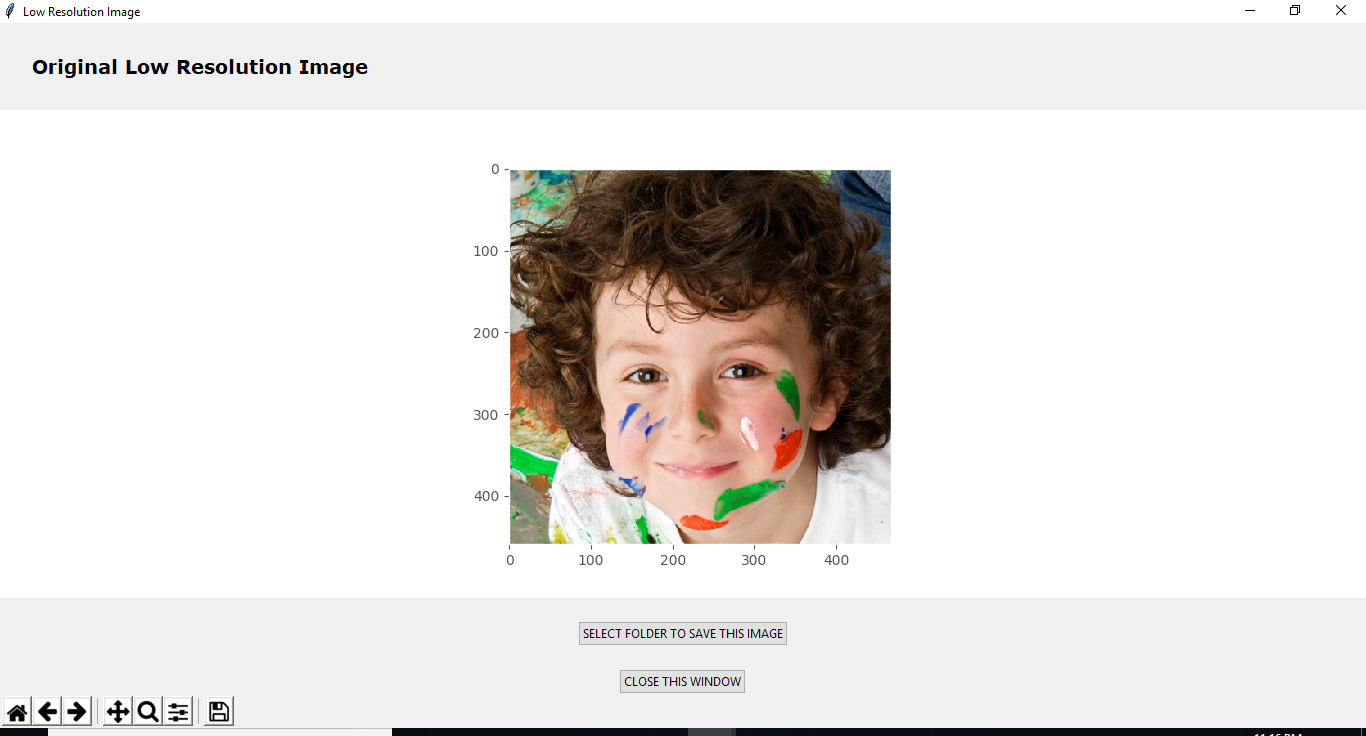 Low Resolution Image
Original Low Resolution Image
0
100
200
300
400
0 100 200 300 400
SELECT FOLDER TO SAVE THIS IMAGE
CLOSE THIS WINDOW